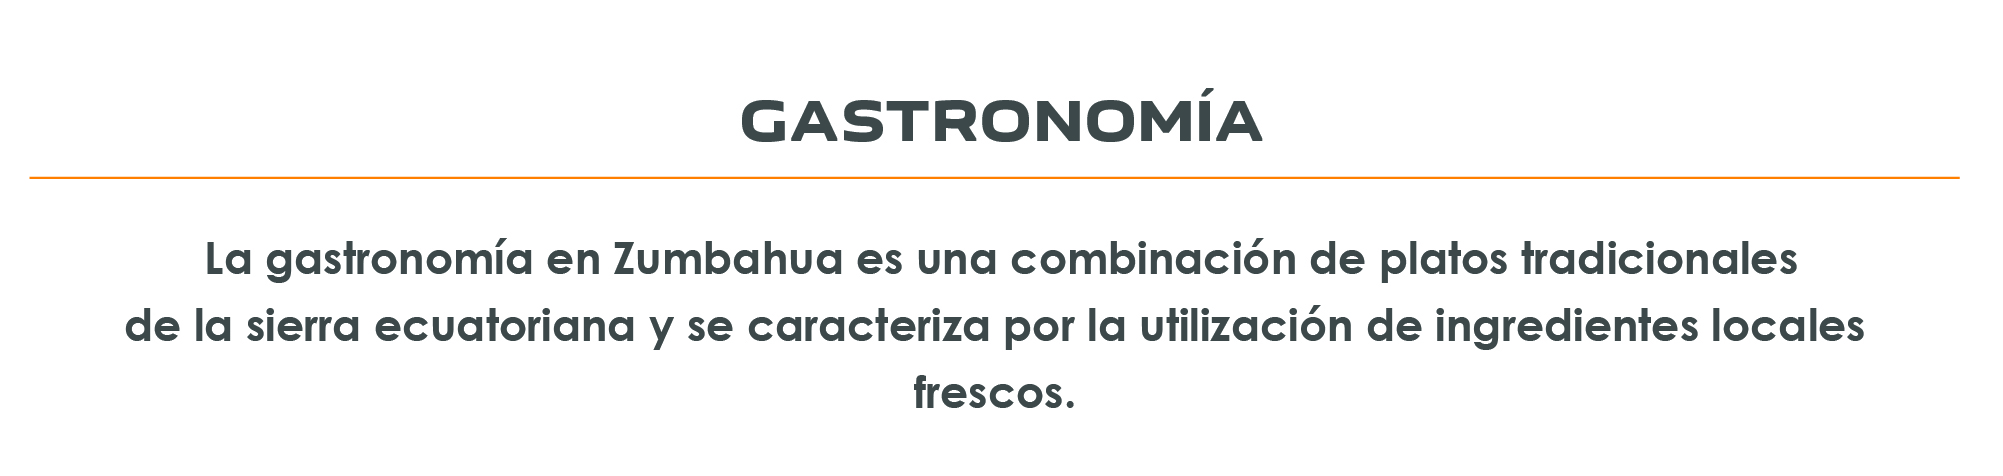 GASTRONOMÍA
La gastronomía en Zumbahua es una combinación de platos tradicionales
de la sierra ecuatoriana y se caracteriza por la utilización de ingredientes locales
frescos.